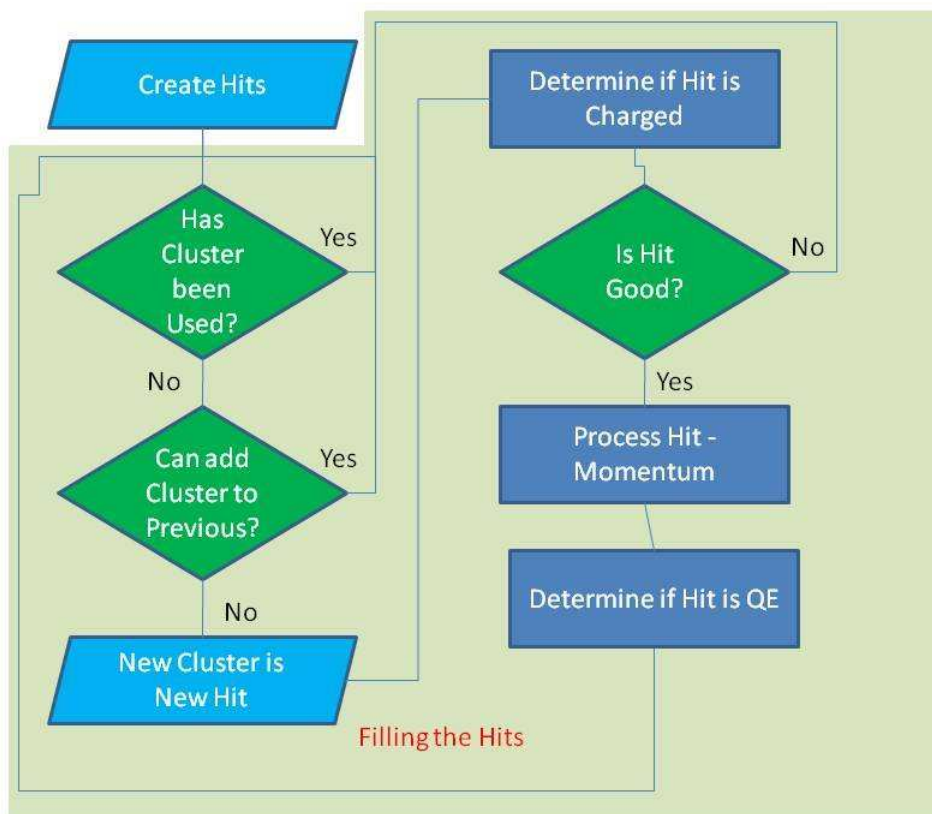 Create Hits
Has
Cluster
been
Used?
Yes
No
Can add
Cluster to
Previous?
Yes
No
New Cluster is
New Hit
Determine if Hit is
Charged
Is Hit
Good?
No
Yes
Process Hit -
Momentum
Determine if Hit is QE
Filling the Hits